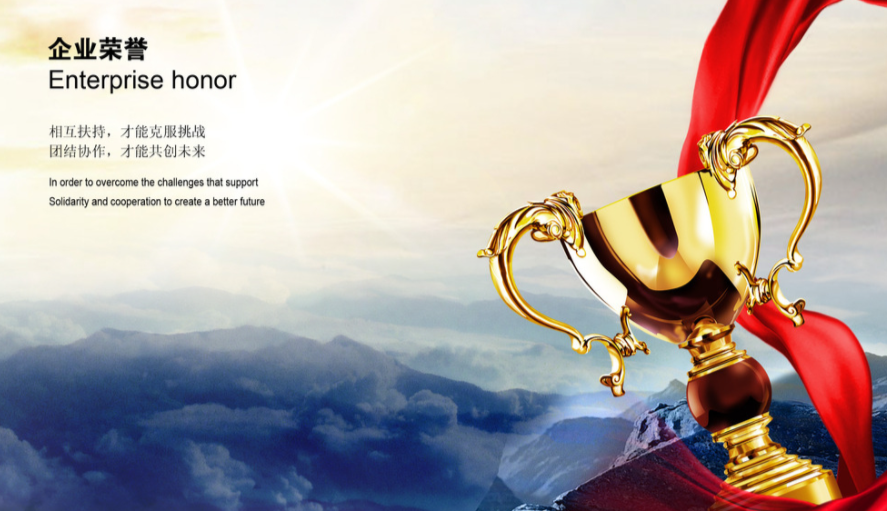 企业荣誉
Enterprise honor
相互扶持，才能克服挑战
团结协作，才能共创未来
In order to overcome the challenges that support
Solidarity and cooperation to create a better future